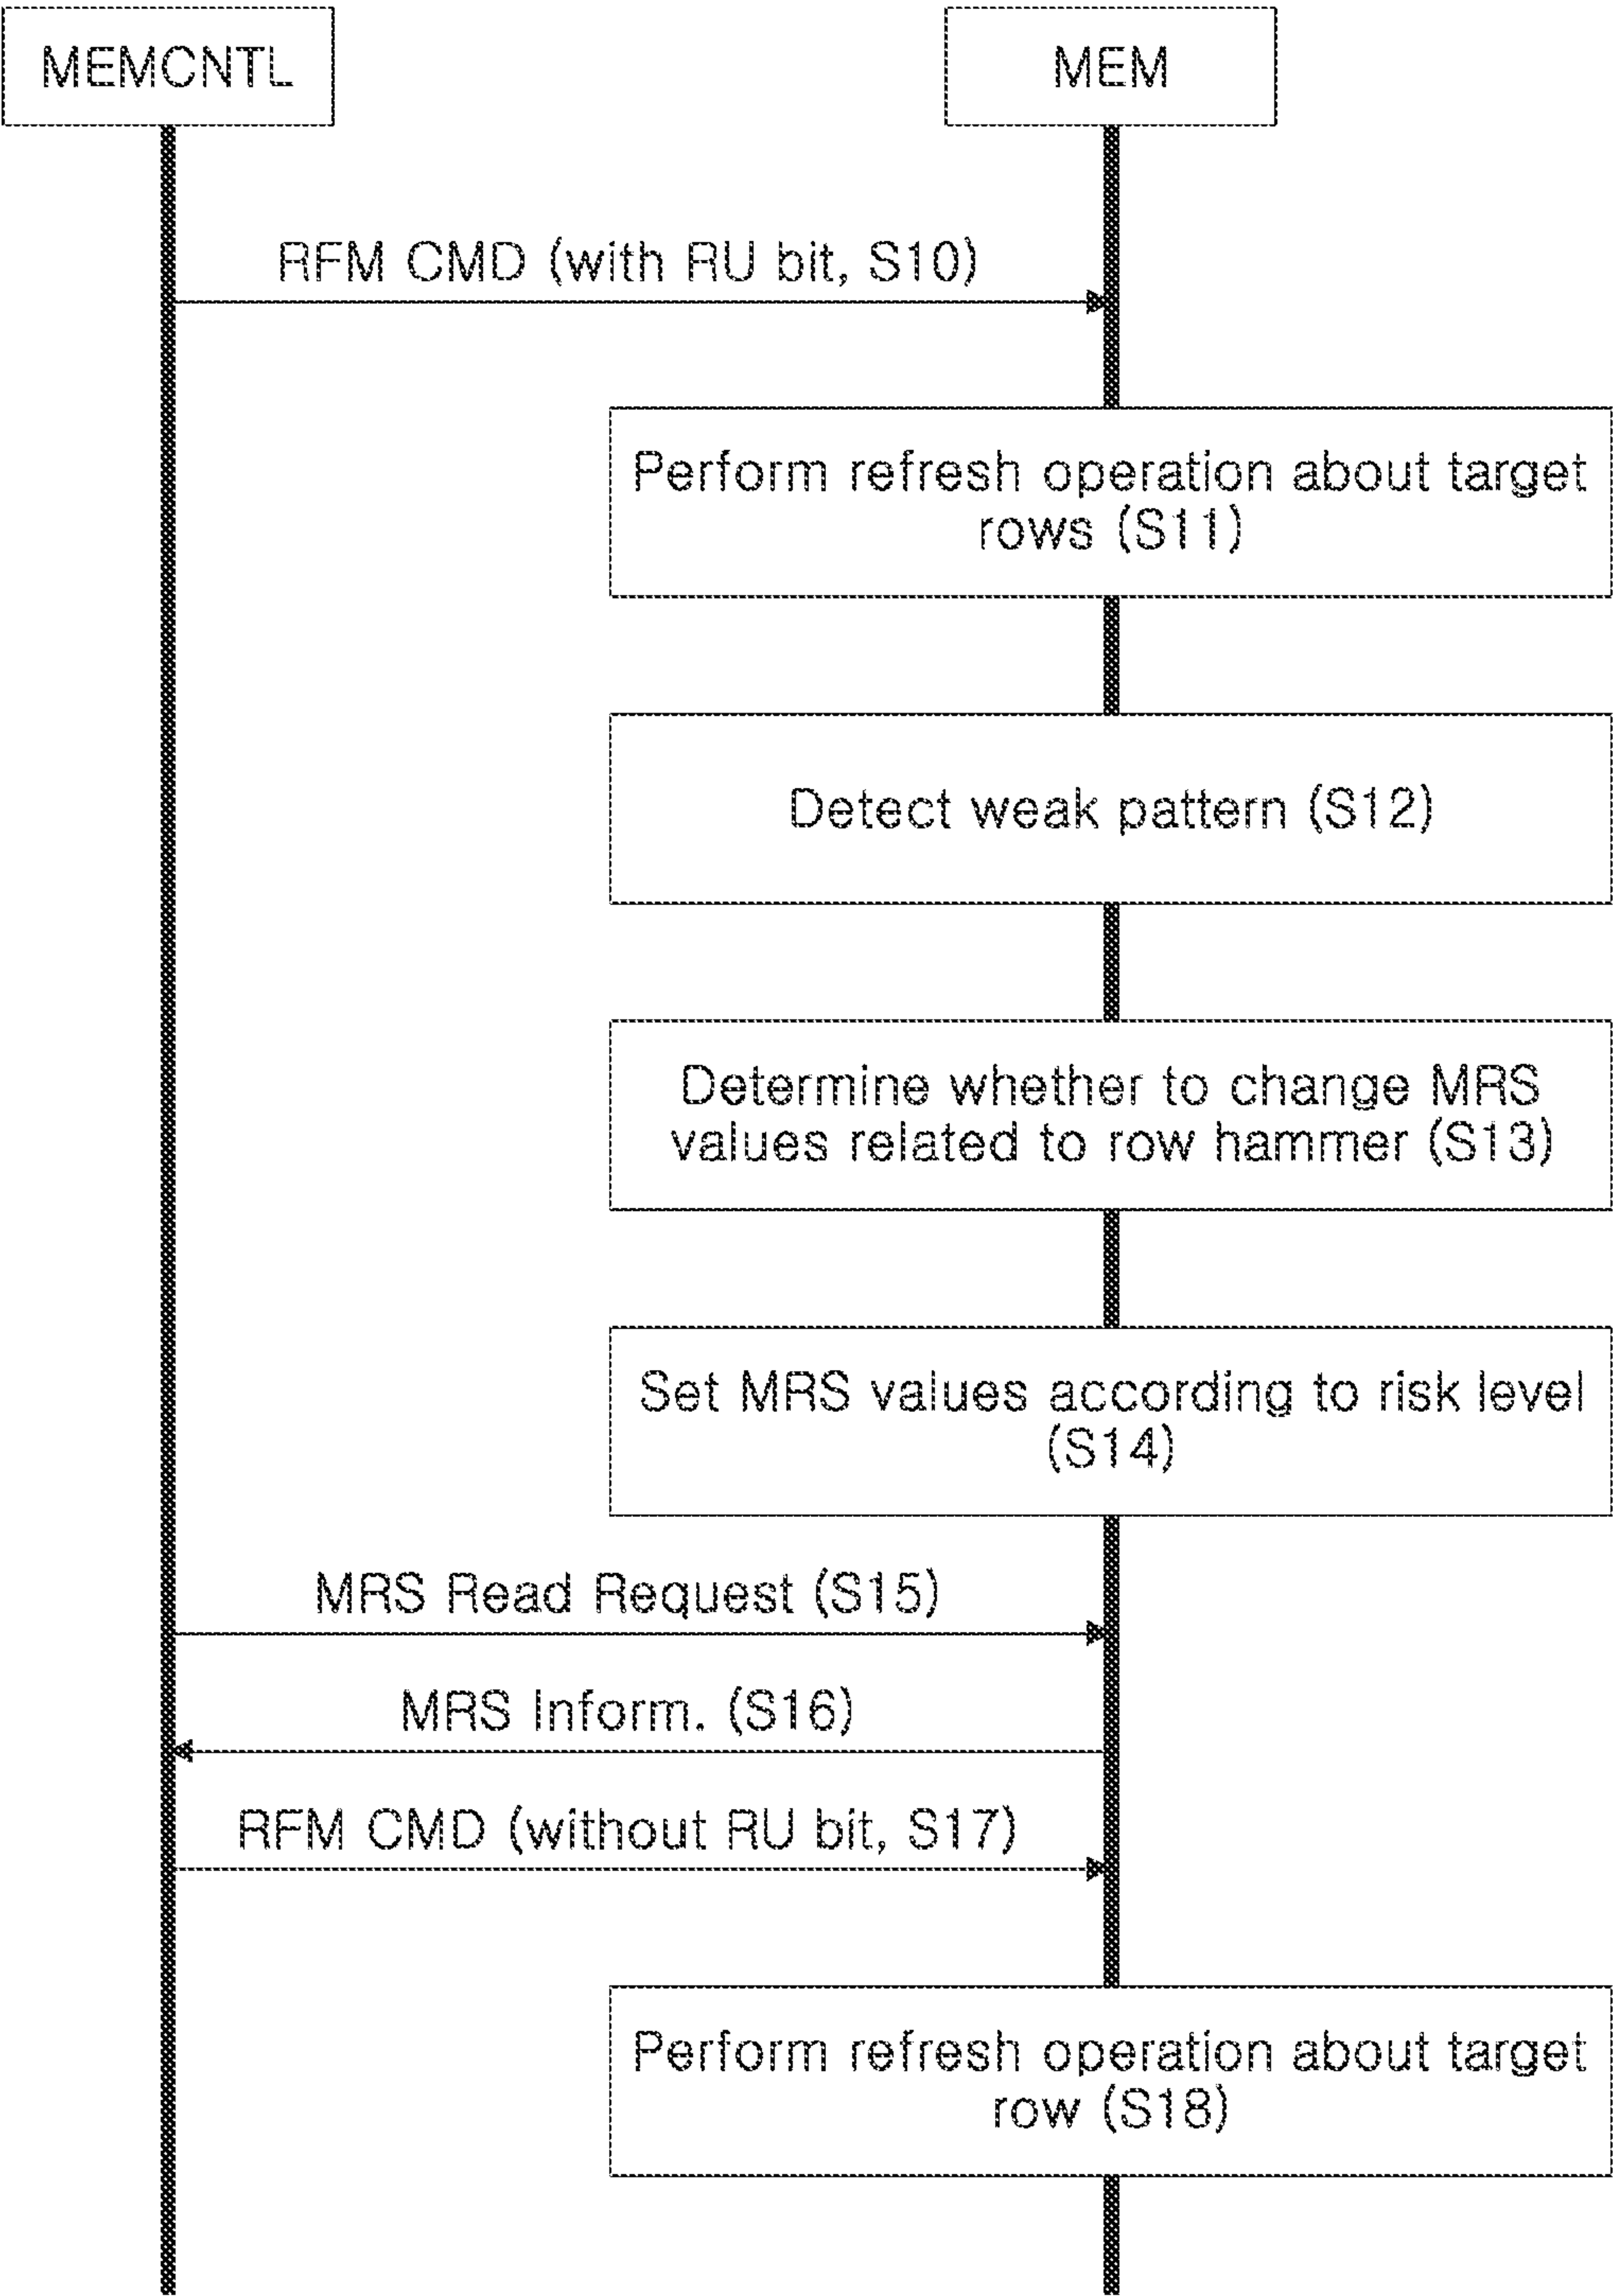 MEMCNTL
MEM
RFM CMD (with RU bit, S10)
Perform refresh operation about target
rows (S11)
Detect weak pattern (S12)
Determine whether to change MRS
values related to row hammer (S13)
Set MRS values according to risk level
(S14)
MRS Read Request (S15)
MRS Inform. (S16)
RFM CMD (without RU bit, S17)
Perform refresh operation about target
row (S18)